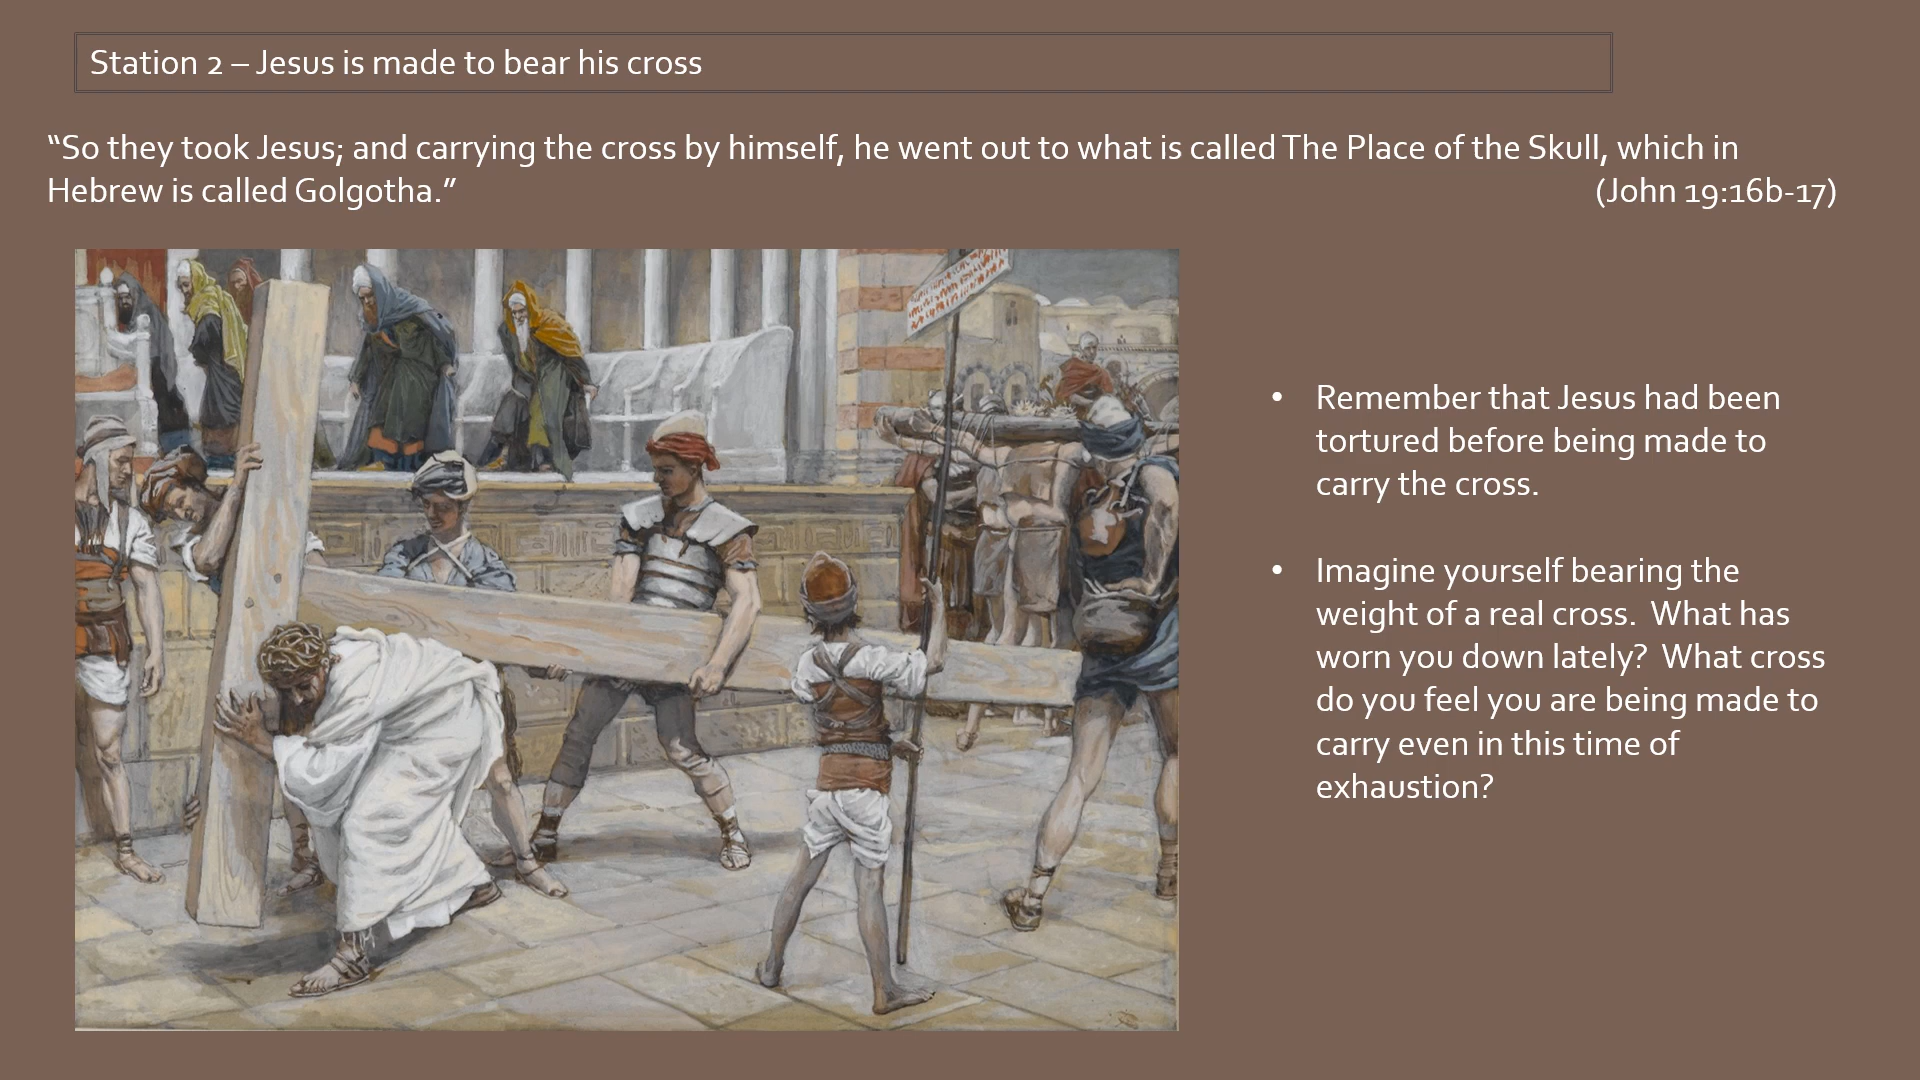 Station 2 – Jesus is made to bear his cross
“So they took Jesus; and carrying the cross by himself, he went out to what is called The Place of the Skull, which in
Hebrew is called Golgotha.” (John 19:16b-17)
• Remember that Jesus had been
tortured before being made to
carry the cross.
• Imagine yourself bearing the
weight of a real cross.  What has
worn you down lately?  What cross
do you feel you are being made to
carry even in this time of
exhaustion?